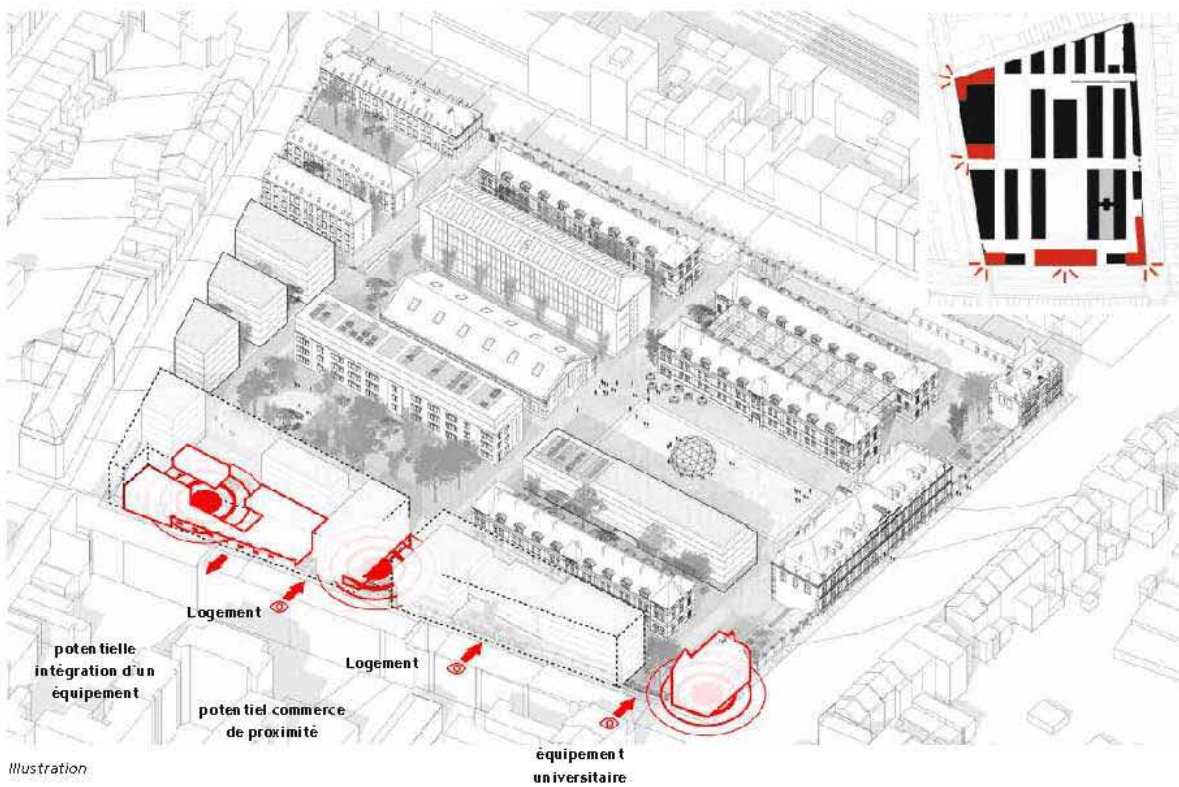 Logement
potentielle
intégration d'un
équipement
Logement
potentiel commerce
de proximité
équipement
universitaire
Illustration